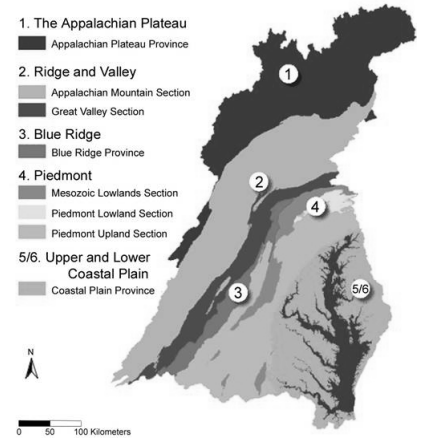 1. The Appalachian Plateau
Appalachian Plateau Province
2. Ridge and Valley
Appalachian Mountain Section
Great Valley Section
3. Blue Ridge
Blue Ridge Province
4. Piedmont
Mesozoic Lowlands Section
Piedmont Lowland Section
Piedmont Upland Section
5/6. Upper and Lower
Coastal Plain
Coastal Plain Province
1
2
4
3
5/6
N
0 50 100 Kilometers